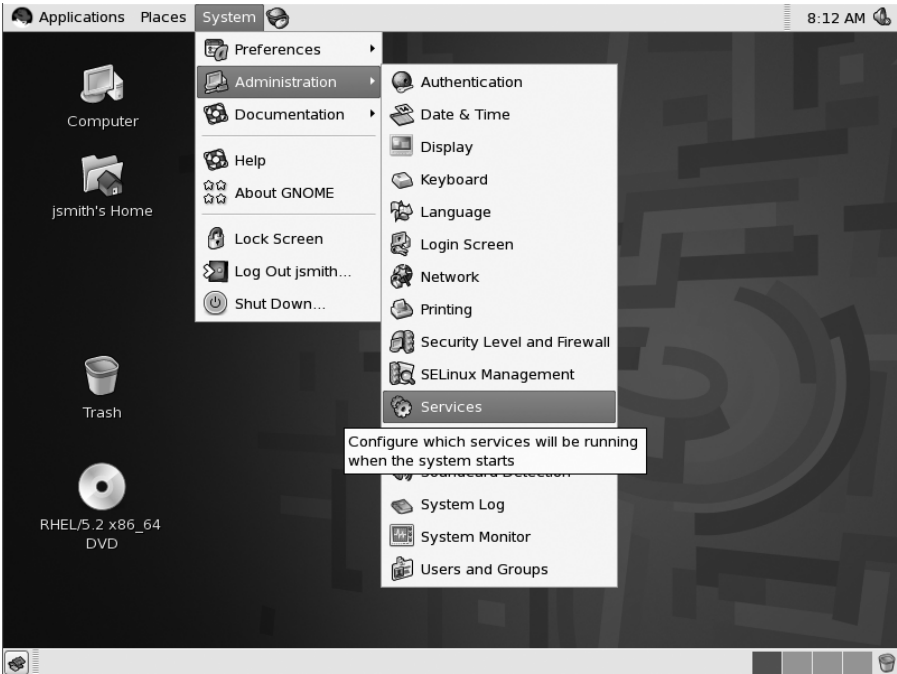 Applications Places System 8:12 AM
Preferences
Administration
Documentation
Help
About GNOME
Lock Screen
Log Out jsmith...
Shut Down...
Authentication
Date & Time
Display
Keyboard
Language
Login Screen
Network
Printing
Security Level and Firewall
SELinux Management
Services
Configure which services will be running
when the system starts
Soundcard Detection
System Log
System Monitor
Users and Groups
Computer
jsmith's Home
Trash
RHEL/5.2 x86_64
DVD